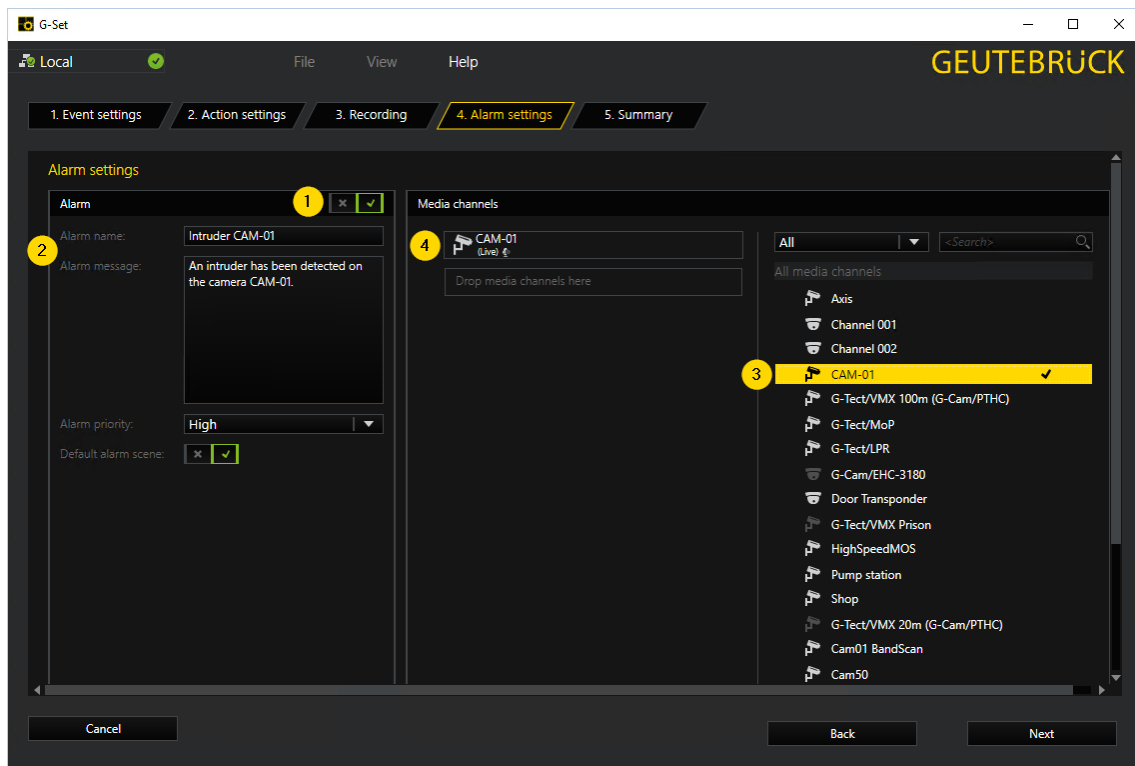 G-Set
Local
File
View
Help
GEUTEBRÜCK
1. Event settings
2. Action settings
3. Recording
4. Alarm settings
5. Summary
Alarm settings
Alarm
1
2
Alarm name:
Intruder CAM-01
Alarm message:
An intruder has been detected on
the camera CAM-01.
Alarm priority:
High
Default alarm scene:
Media channels
4
CAM-01
(Live)
Drop media channels here
All
<Search>
All media channels
Axis
Channel 001
Channel 002
3
CAM-01
G-Tect/VMX 100m (G-Cam/PTHC)
G-Tect/MoP
G-Tect/LPR
G-Cam/EHC-3180
Door Transponder
G-Tect/VMX Prison
HighSpeedMOS
Pump station
Shop
G-Tect/VMX 20m (G-Cam/PTHC)
Cam01 BandScan
Cam50
Cancel
Back
Next